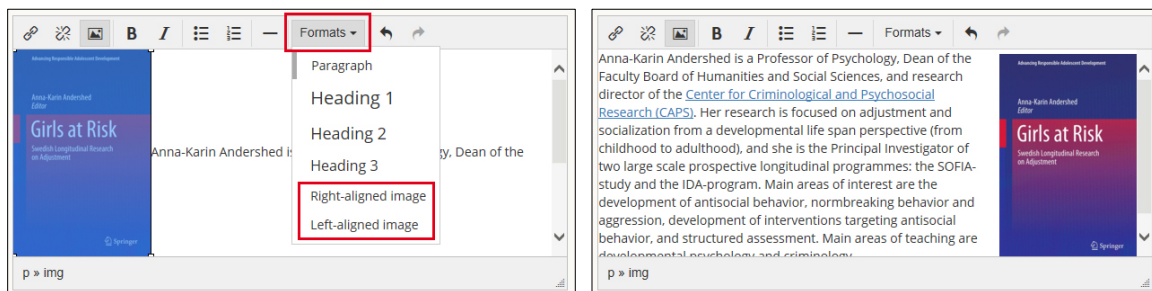 B I Formats
Paragraph
Heading 1
Heading 2
Heading 3
Right-aligned image
Left-aligned image
Advancing Responsible Adolescent Development
Anna-Karin Andershed
Editor
Girls at Risk
Swedish Longitudinal Research
on Adjustment
Springer
Anna-Karin Andershed is
gy, Dean of the
p » img
B I Formats
Anna-Karin Andershed is a Professor of Psychology, Dean of the
Faculty Board of Humanities and Social Sciences, and research
director of the Center for Criminological and Psychosocial
Research (CAPS). Her research is focused on adjustment and
socialization from a developmental life span perspective (from
childhood to adulthood), and she is the Principal Investigator of
two large scale prospective longitudinal programmes: the SOFIA-
study and the IDA-program. Main areas of interest are the
development of antisocial behavior, normbreaking behavior and
aggression, development of interventions targeting antisocial
behavior, and structured assessment. Main areas of teaching are
developmental psychology and criminology.
Advancing Responsible Adolescent Development
Anna-Karin Andershed
Editor
Girls at Risk
Swedish Longitudinal Research
on Adjustment
Springer
p » img